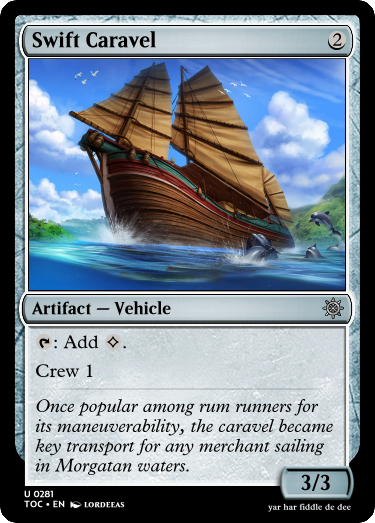 Swift Caravel 2
Artifact — Vehicle
: Add .
Crew 1
Once popular among rum runners for
its maneuverability, the caravel became
key transport for any merchant sailing
in Morgatan waters.
3/3
U 0281
TOC • EN LORDEEAS
yar har fiddle de dee